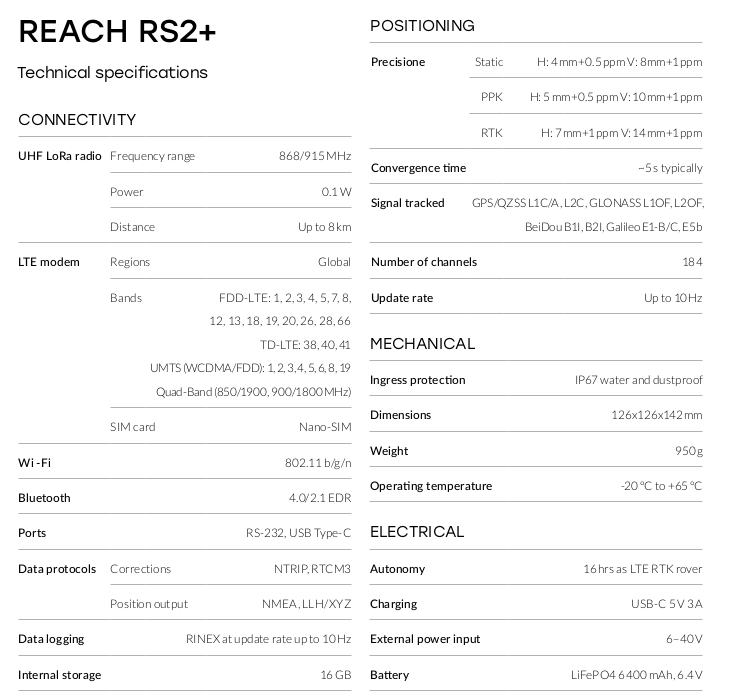 REACH RS2+
Technical specifications
CONNECTIVITY
UHF LoRa radio Frequency range 868/915 MHz
Power 0.1 W
Distance Up to 8 km
LTE modem Regions Global
Bands FDD-LTE: 1, 2, 3, 4, 5, 7, 8,
12, 13, 18, 19, 20, 26, 28, 66
TD-LTE: 38, 40, 41
UMTS (WCDMA/FDD): 1, 2, 3, 4, 5, 6, 8, 19
Quad-Band (850/1900, 900/1800 MHz)
SIM card Nano-SIM
Wi-Fi 802.11 b/g/n
Bluetooth 4.0/2.1 EDR
Ports RS-232, USB Type-C
Data protocols Corrections NTRIP, RTCM3
Position output NMEA, LLH/XYZ
Data logging RINEX at update rate up to 10 Hz
Internal storage 16 GB
POSITIONING
Precisione Static H: 4 mm+0.5 ppm V: 8mm+1 ppm
PPK H: 5 mm+0.5 ppm V: 10 mm+1 ppm
RTK H: 7 mm+1 ppm V: 14 mm+1 ppm
Convergence time ~5 s typically
Signal tracked GPS/QZSS L1C/A, L2C, GLONASS L1OF, L2OF,
BeiDou B1I, B2I, Galileo E1-B/C, E5b
Number of channels 184
Update rate Up to 10 Hz
MECHANICAL
Ingress protection IP67 water and dustproof
Dimensions 126x126x142 mm
Weight 950 g
Operating temperature -20 °C to +65 °C
ELECTRICAL
Autonomy 16 hrs as LTE RTK rover
Charging USB-C 5 V 3 A
External power input 6–40 V
Battery LiFePO4 6400 mAh, 6.4 V